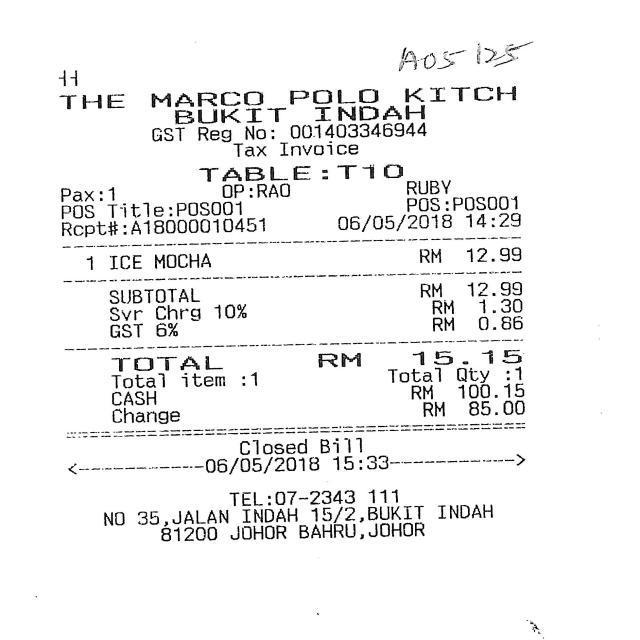 A05 125
THE MARCO POLO KITCH
BUKIT INDAH
GST Reg No: 001403346944
Tax Invoice
TABLE:T10
Pax:1 OP:RAO RUBY
POS Title:POS001 POS:POS001
Rcpt#:A18000010451 06/05/2018 14:29
1 ICE MOCHA RM 12.99
SUBTOTAL RM 12.99
Svr Chrg 10% RM 1.30
GST 6% RM 0.86
TOTAL RM 15.15
Total item :1 Total Qty :1
CASH RM 100.15
Change RM 85.00
Closed Bill
<------------06/05/2018 15:33------------>
TEL:07-2343 111
NO 35,JALAN INDAH 15/2,BUKIT INDAH
81200 JOHOR BAHRU,JOHOR